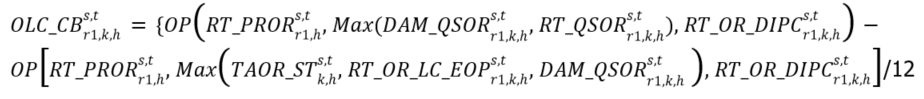 OLC_CB^{s,t}_{r1,k,h} = {OP(RT_PROR^{s,t}_{r1,h}, Max(DAM_QSOR^{s,t}_{r1,k,h}, RT_QSOR^{s,t}_{r1,k,h}), RT_OR_DIPC^{s,t}_{r1,k,h}) −
OP[RT_PROR^{s,t}_{r1,h}, Max(TAOR_ST^{s,t}_{k,h}, RT_OR_LC_EOP^{s,t}_{r1,k,h}, DAM_QSOR^{s,t}_{r1,k,h}), RT_OR_DIPC^{s,t}_{r1,k,h}]/12